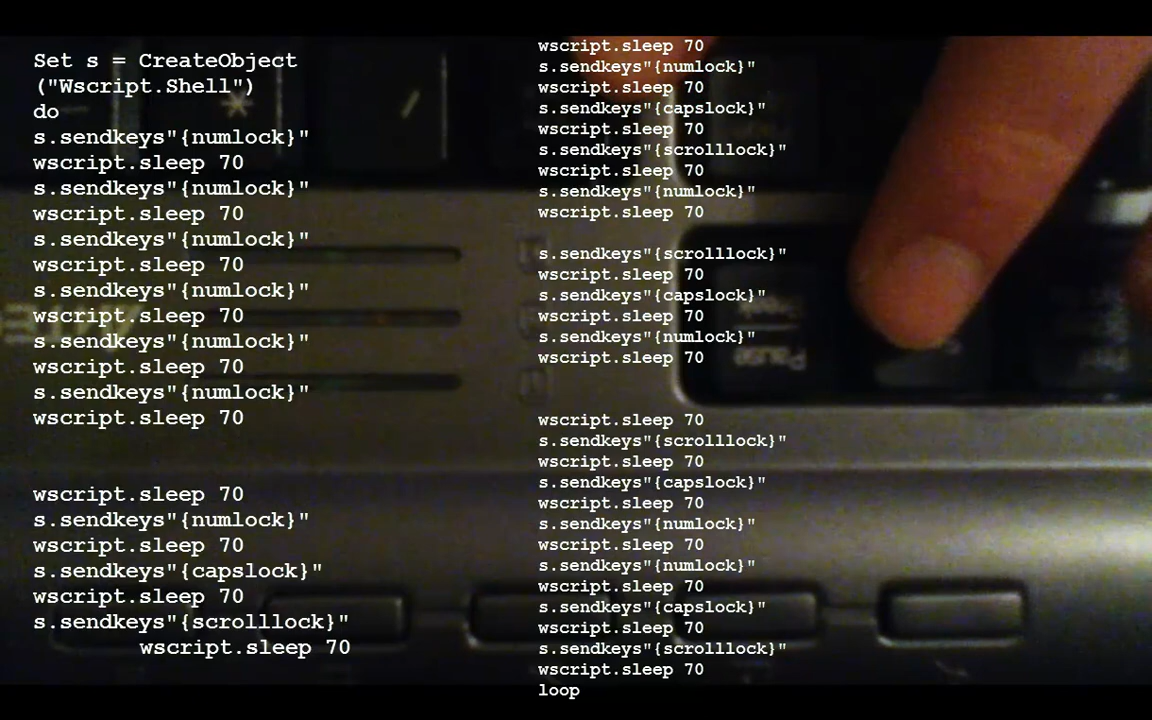 Set s = CreateObject
("Wscript.Shell")
do
s.sendkeys"{numlock}"
wscript.sleep 70
s.sendkeys"{numlock}"
wscript.sleep 70
s.sendkeys"{numlock}"
wscript.sleep 70
s.sendkeys"{numlock}"
wscript.sleep 70
s.sendkeys"{numlock}"
wscript.sleep 70
s.sendkeys"{numlock}"
wscript.sleep 70
wscript.sleep 70
s.sendkeys"{numlock}"
wscript.sleep 70
s.sendkeys"{capslock}"
wscript.sleep 70
s.sendkeys"{scrolllock}"
wscript.sleep 70
wscript.sleep 70
s.sendkeys"{numlock}"
wscript.sleep 70
s.sendkeys"{capslock}"
wscript.sleep 70
s.sendkeys"{scrolllock}"
wscript.sleep 70
s.sendkeys"{numlock}"
wscript.sleep 70
s.sendkeys"{scrolllock}"
wscript.sleep 70
s.sendkeys"{capslock}"
wscript.sleep 70
s.sendkeys"{numlock}"
wscript.sleep 70
wscript.sleep 70
s.sendkeys"{scrolllock}"
wscript.sleep 70
s.sendkeys"{capslock}"
wscript.sleep 70
s.sendkeys"{numlock}"
wscript.sleep 70
s.sendkeys"{numlock}"
wscript.sleep 70
s.sendkeys"{capslock}"
wscript.sleep 70
s.sendkeys"{scrolllock}"
wscript.sleep 70
loop
*
/
Pause